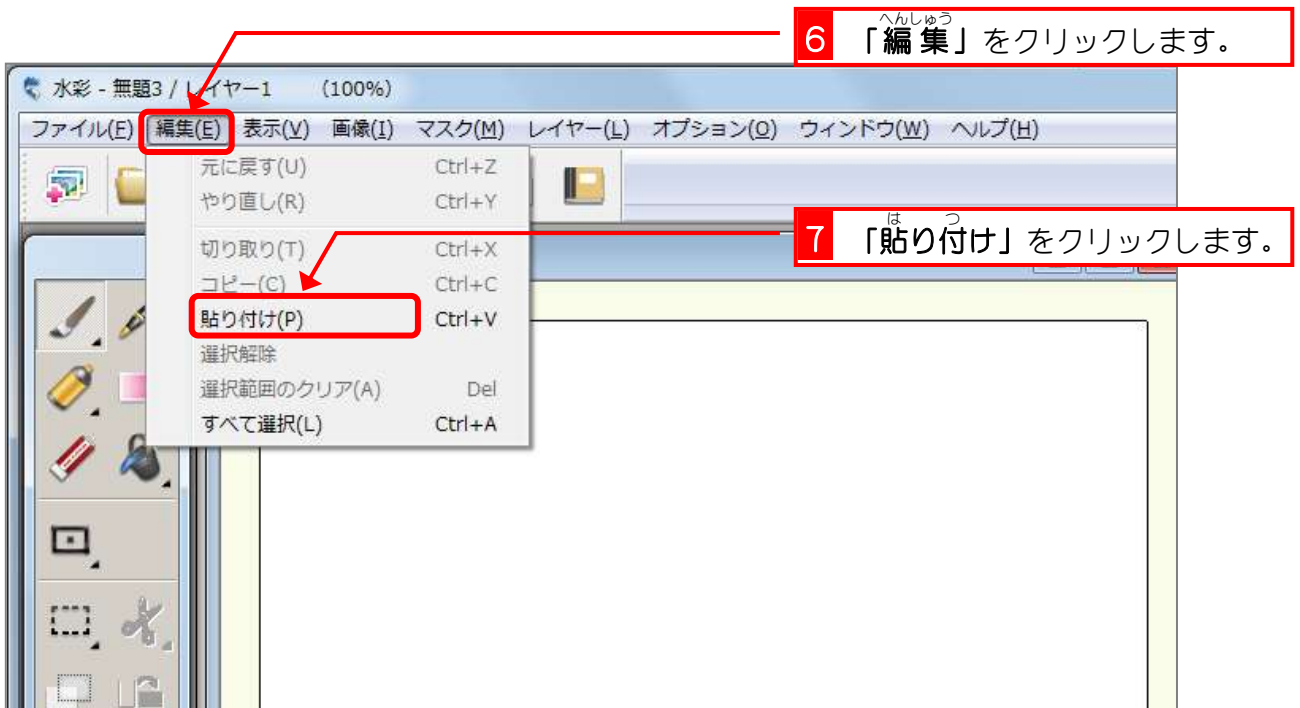 へんしゅう
6 「編集」をクリックします。
水彩 - 無題3 / レイヤー1 (100%)
ファイル(F) 編集(E) 表示(V) 画像(I) マスク(M) レイヤー(L) オプション(O) ウィンドウ(W) ヘルプ(H)
元に戻す(U) Ctrl+Z
やり直し(R) Ctrl+Y
は つ
7 「貼り付け」をクリックします。
切り取り(T) Ctrl+X
コピー(C) Ctrl+C
貼り付け(P) Ctrl+V
選択解除
選択範囲のクリア(A) Del
すべて選択(L) Ctrl+A